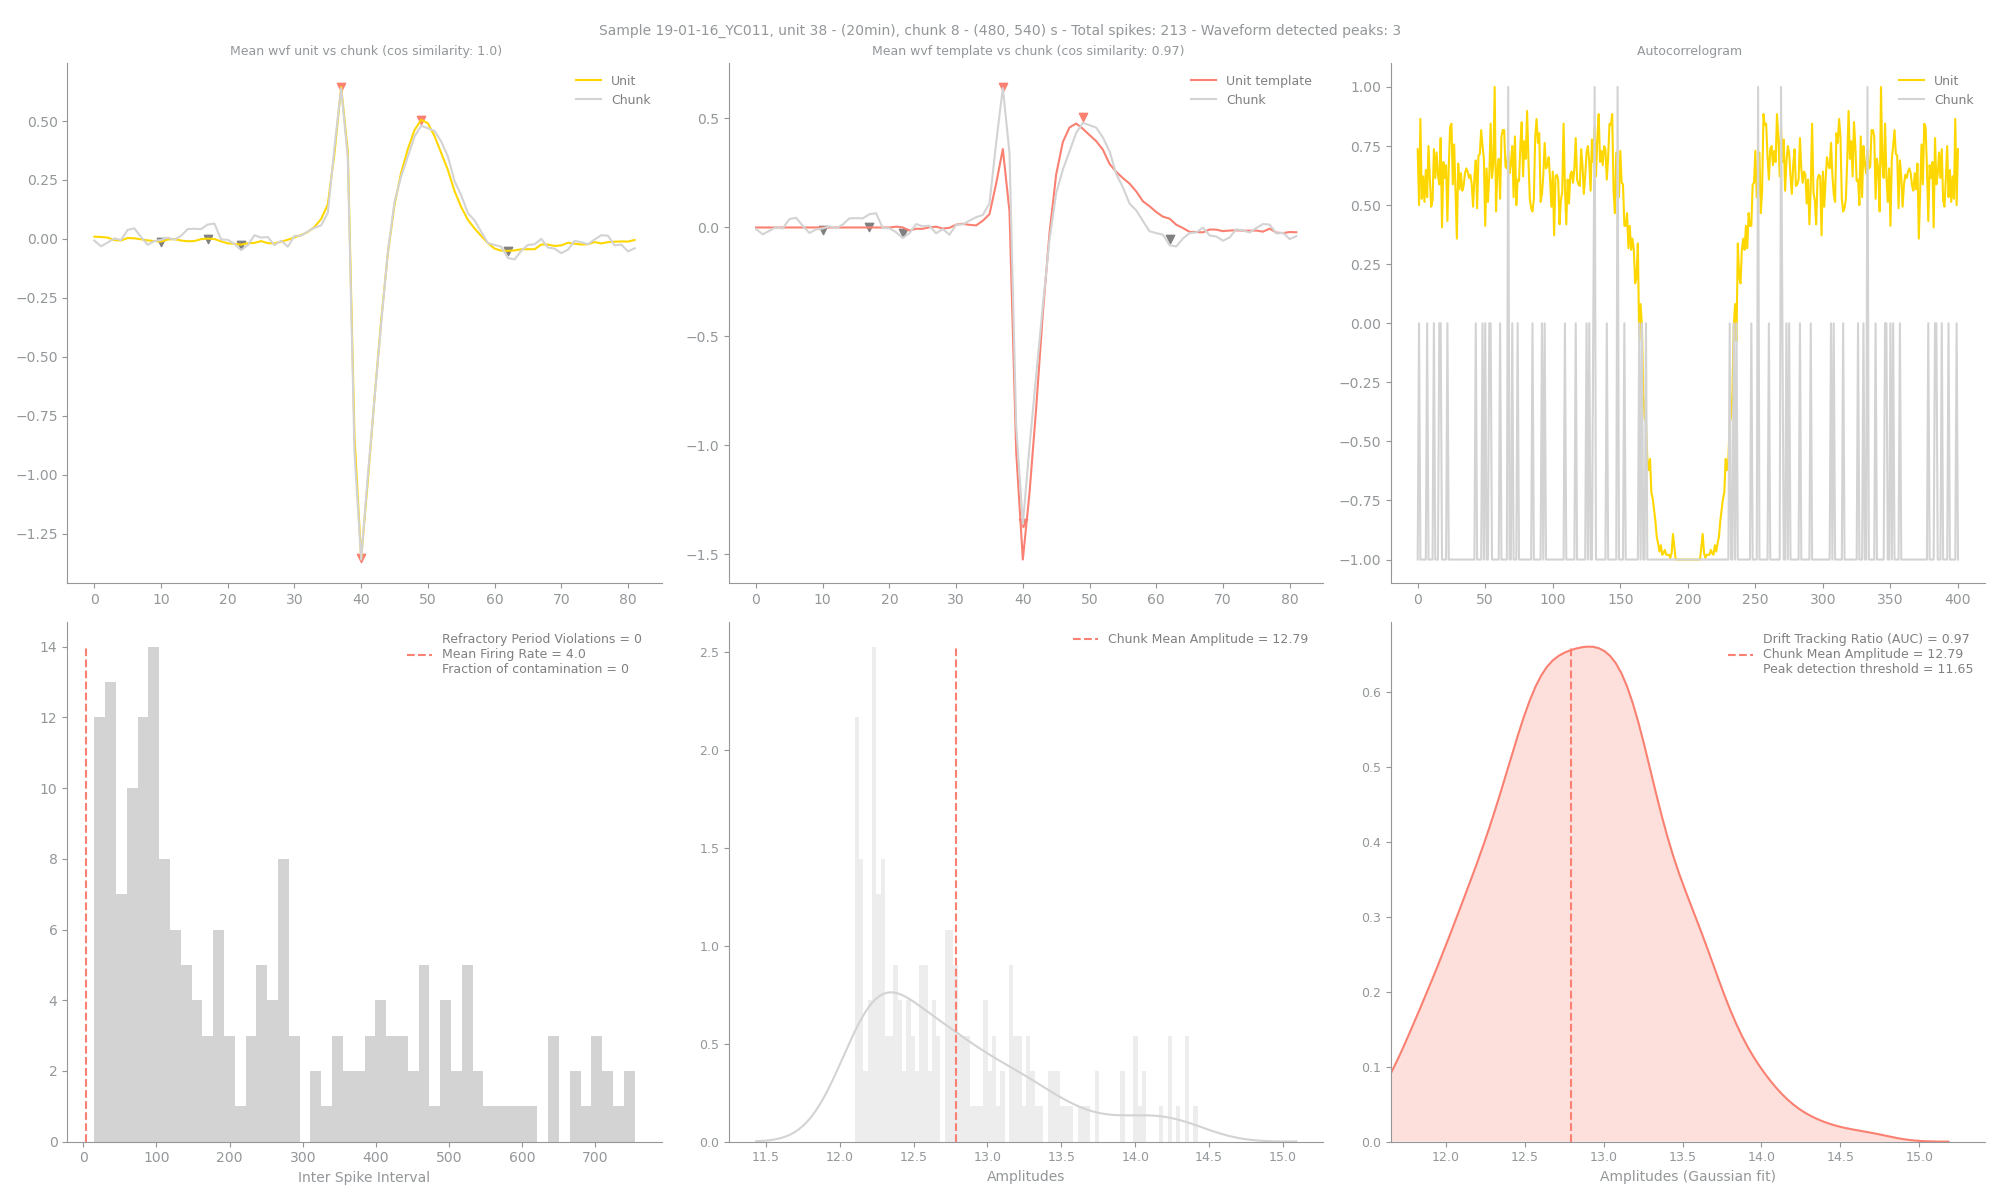 Sample 19-01-16_YC011, unit 38 - (20min), chunk 8 - (480, 540) s - Total spikes: 213 - Waveform detected peaks: 3
Mean wvf unit vs chunk (cos similarity: 1.0)
Unit
Chunk
0.50
0.25
0.00
−0.25
−0.50
−0.75
−1.00
−1.25
0 10 20 30 40 50 60 70 80
Mean wvf template vs chunk (cos similarity: 0.97)
Unit template
Chunk
0.5
0.0
−0.5
−1.0
−1.5
0 10 20 30 40 50 60 70 80
Autocorrelogram
Unit
Chunk
1.00
0.75
0.50
0.25
0.00
−0.25
−0.50
−0.75
−1.00
0 50 100 150 200 250 300 350 400
Refractory Period Violations = 0
Mean Firing Rate = 4.0
Fraction of contamination = 0
14
12
10
8
6
4
2
0
0 100 200 300 400 500 600 700
Inter Spike Interval
Chunk Mean Amplitude = 12.79
2.5
2.0
1.5
1.0
0.5
0.0
11.5 12.0 12.5 13.0 13.5 14.0 14.5 15.0
Amplitudes
Drift Tracking Ratio (AUC) = 0.97
Chunk Mean Amplitude = 12.79
Peak detection threshold = 11.65
0.6
0.5
0.4
0.3
0.2
0.1
0.0
12.0 12.5 13.0 13.5 14.0 14.5 15.0
Amplitudes (Gaussian fit)